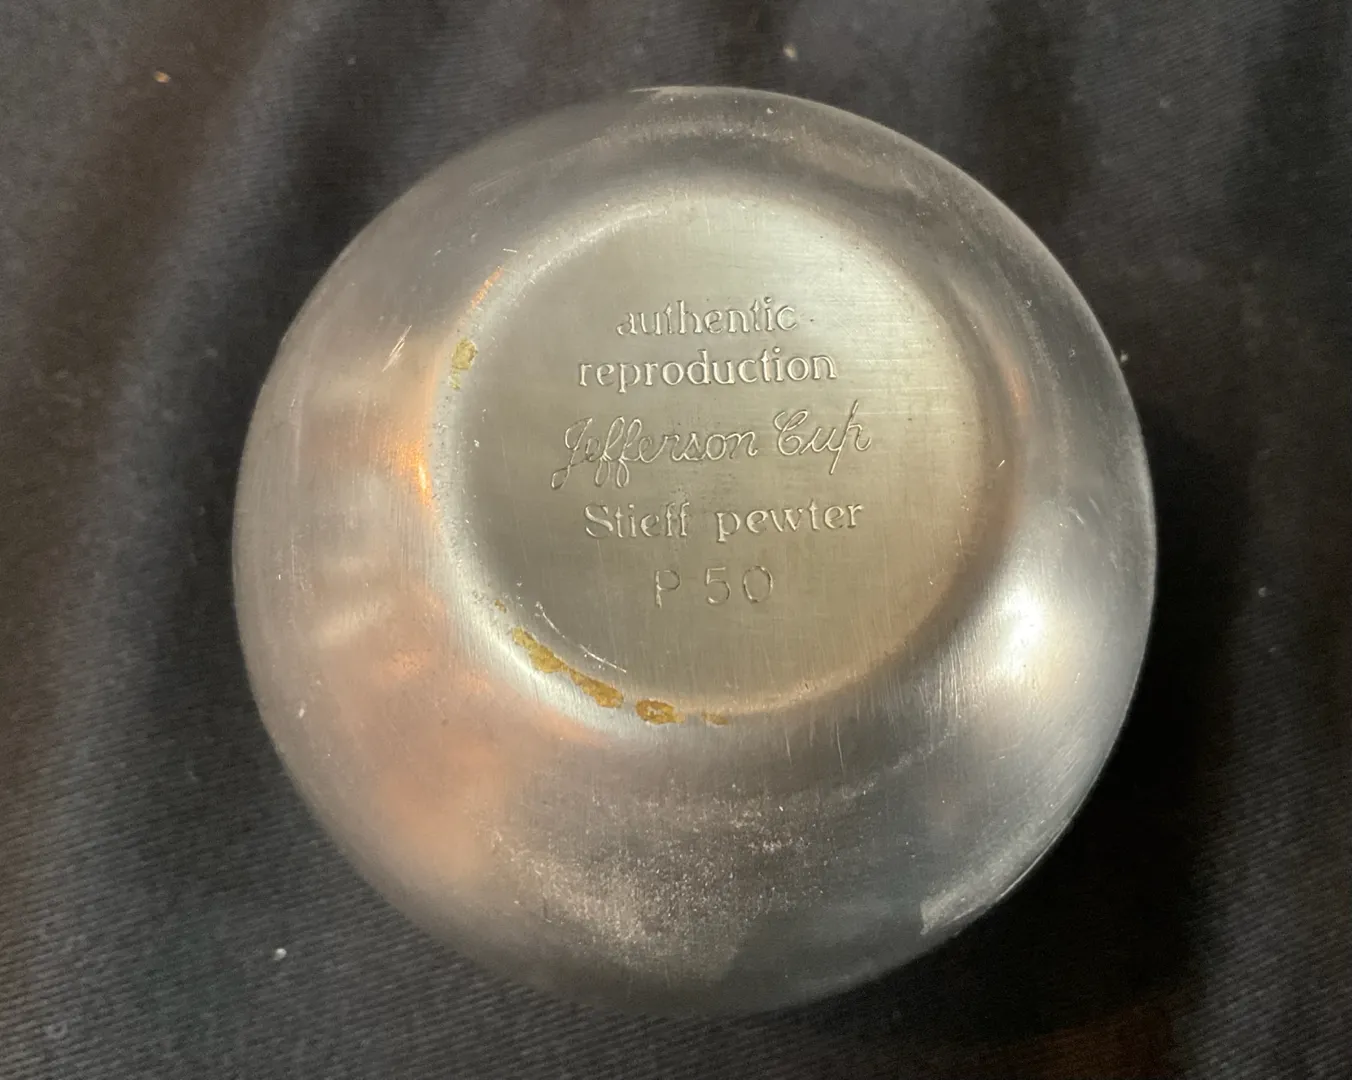 authentic
reproduction
Jefferson Cup
Stieff pewter
P 50